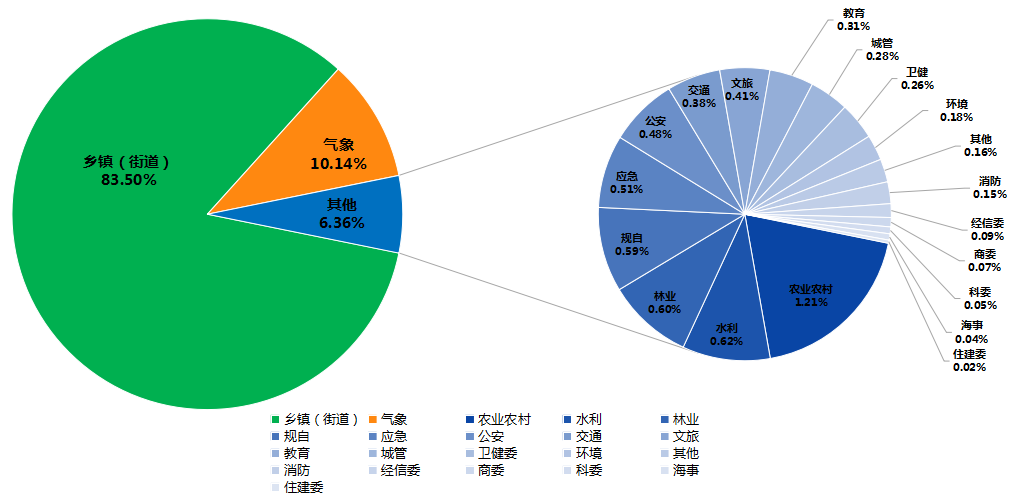 乡镇（街道）
83.50%
气象
10.14%
其他
6.36%
教育
0.31%
城管
0.28%
卫健
0.26%
环境
0.18%
其他
0.16%
消防
0.15%
经信委
0.09%
商委
0.07%
科委
0.05%
海事
0.04%
住建委
0.02%
农业农村
1.21%
水利
0.62%
林业
0.60%
规自
0.59%
应急
0.51%
公安
0.48%
交通
0.38%
文旅
0.41%
乡镇（街道） 气象 农业农村 水利 林业
规自 应急 公安 交通 文旅
教育 城管 卫健委 环境 其他
消防 经信委 商委 科委 海事
住建委